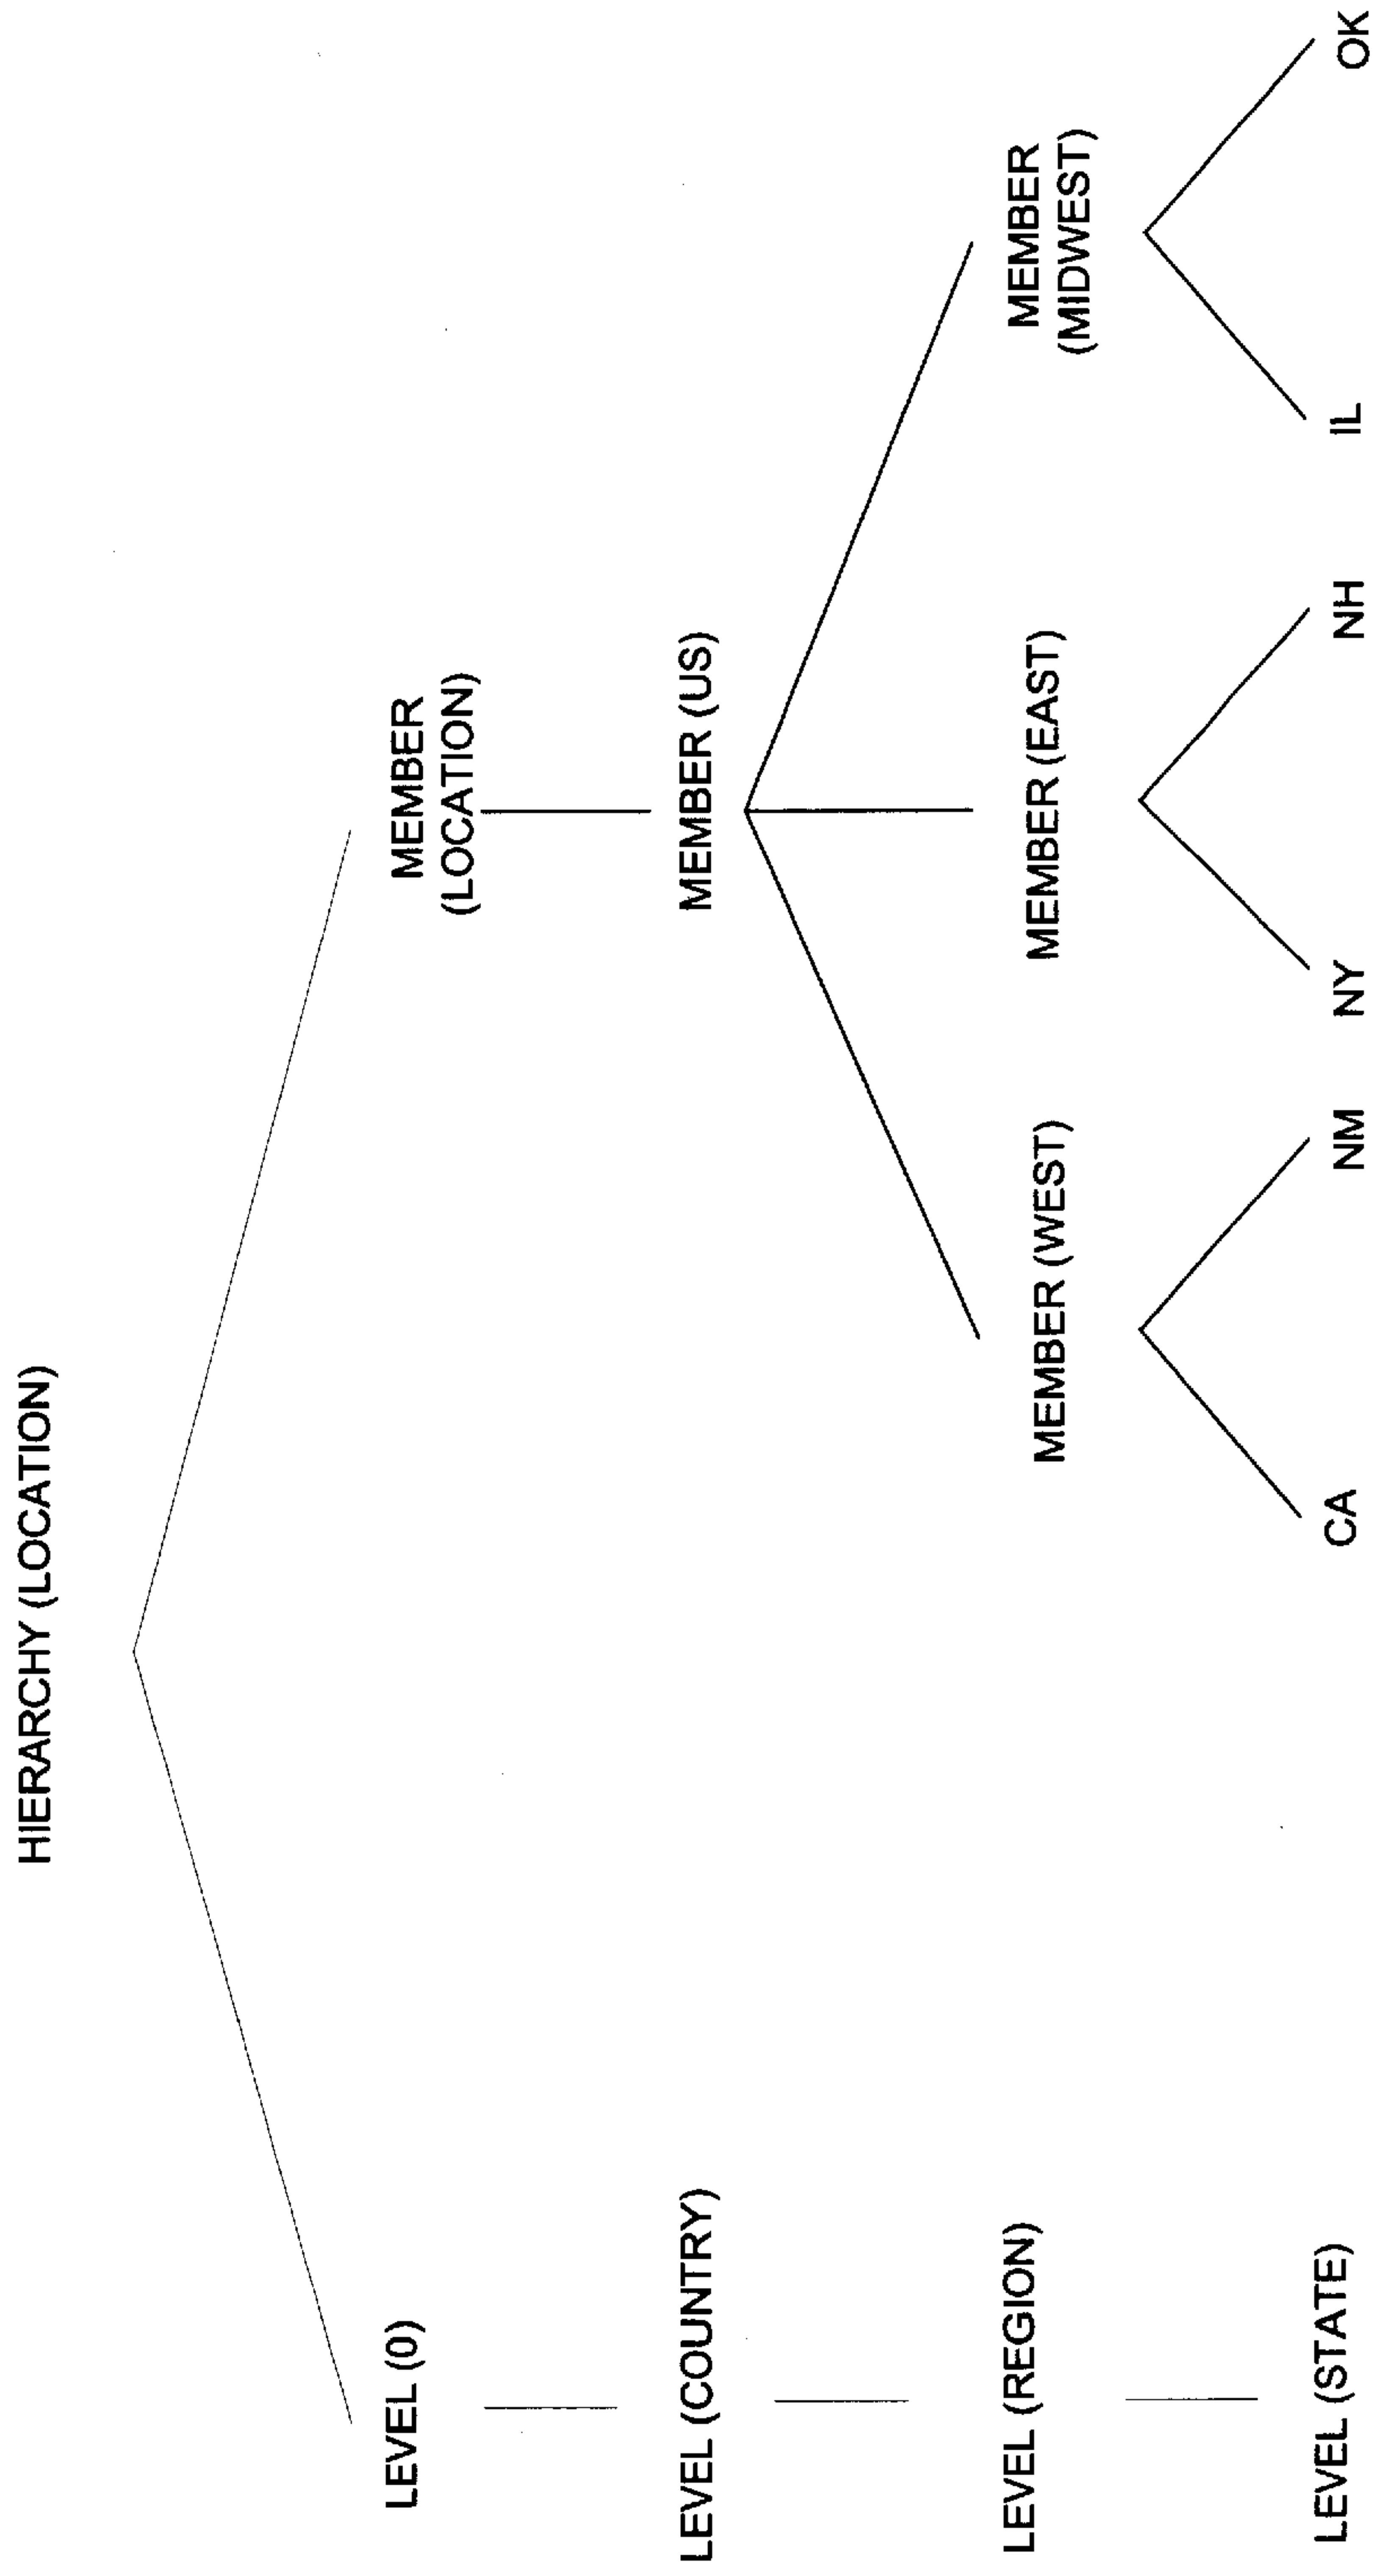 HIERARCHY (LOCATION)
LEVEL (0)
MEMBER
(LOCATION)
LEVEL (COUNTRY)
MEMBER (US)
LEVEL (REGION)
MEMBER (WEST)
MEMBER (EAST)
MEMBER
(MIDWEST)
LEVEL (STATE)
CA
NM
NY
NH
IL
OK